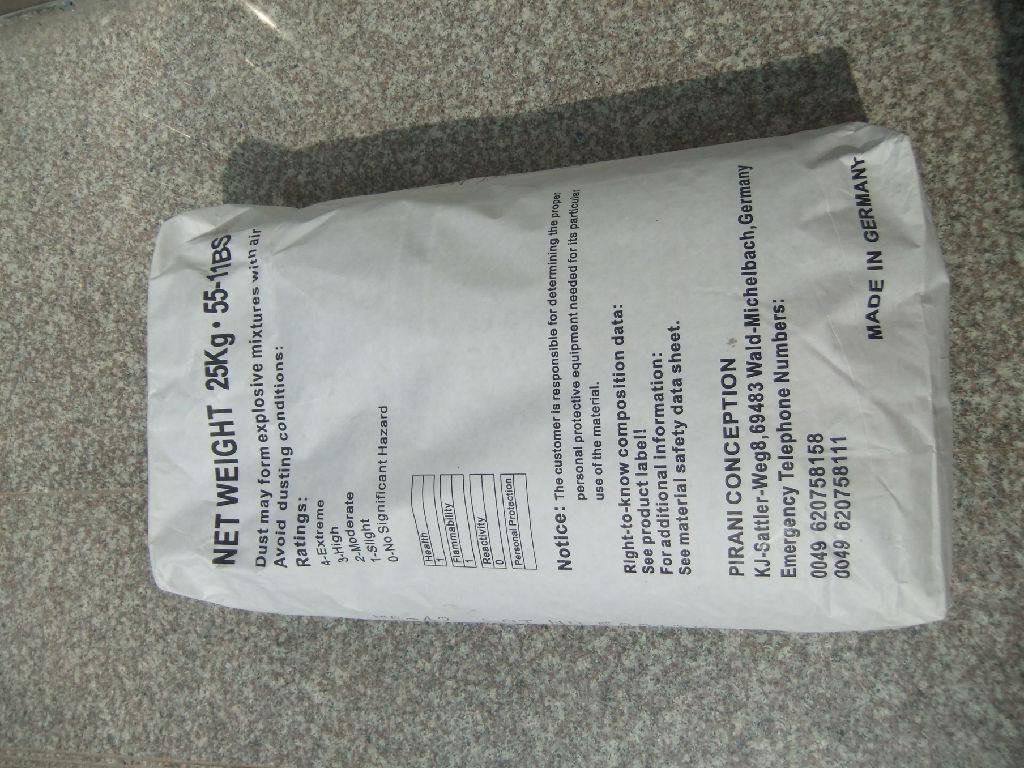 NET WEIGHT 25Kg • 55-11BS
Dust may form explosive mixtures with air
Avoid dusting conditions:
Ratings:
4-Extreme
3-High
2-Moderate
1-Slight
0-No Significant Hazard
Health
1
Flammability
1
Reactivity
0
Personal Protection
Notice: The customer is responsible for determining the proper
personal protective equipment needed for its particular
use of the material.
Right-to-know composition data:
See product label!
For additional Information:
See material safety data sheet.
PIRANI CONCEPTION
KJ-Sattler-Weg8,69483 Wald-Michelbach,Germany
Emergency Telephone Numbers:
0049 620758158
0049 620758111
MADE IN GERMANY